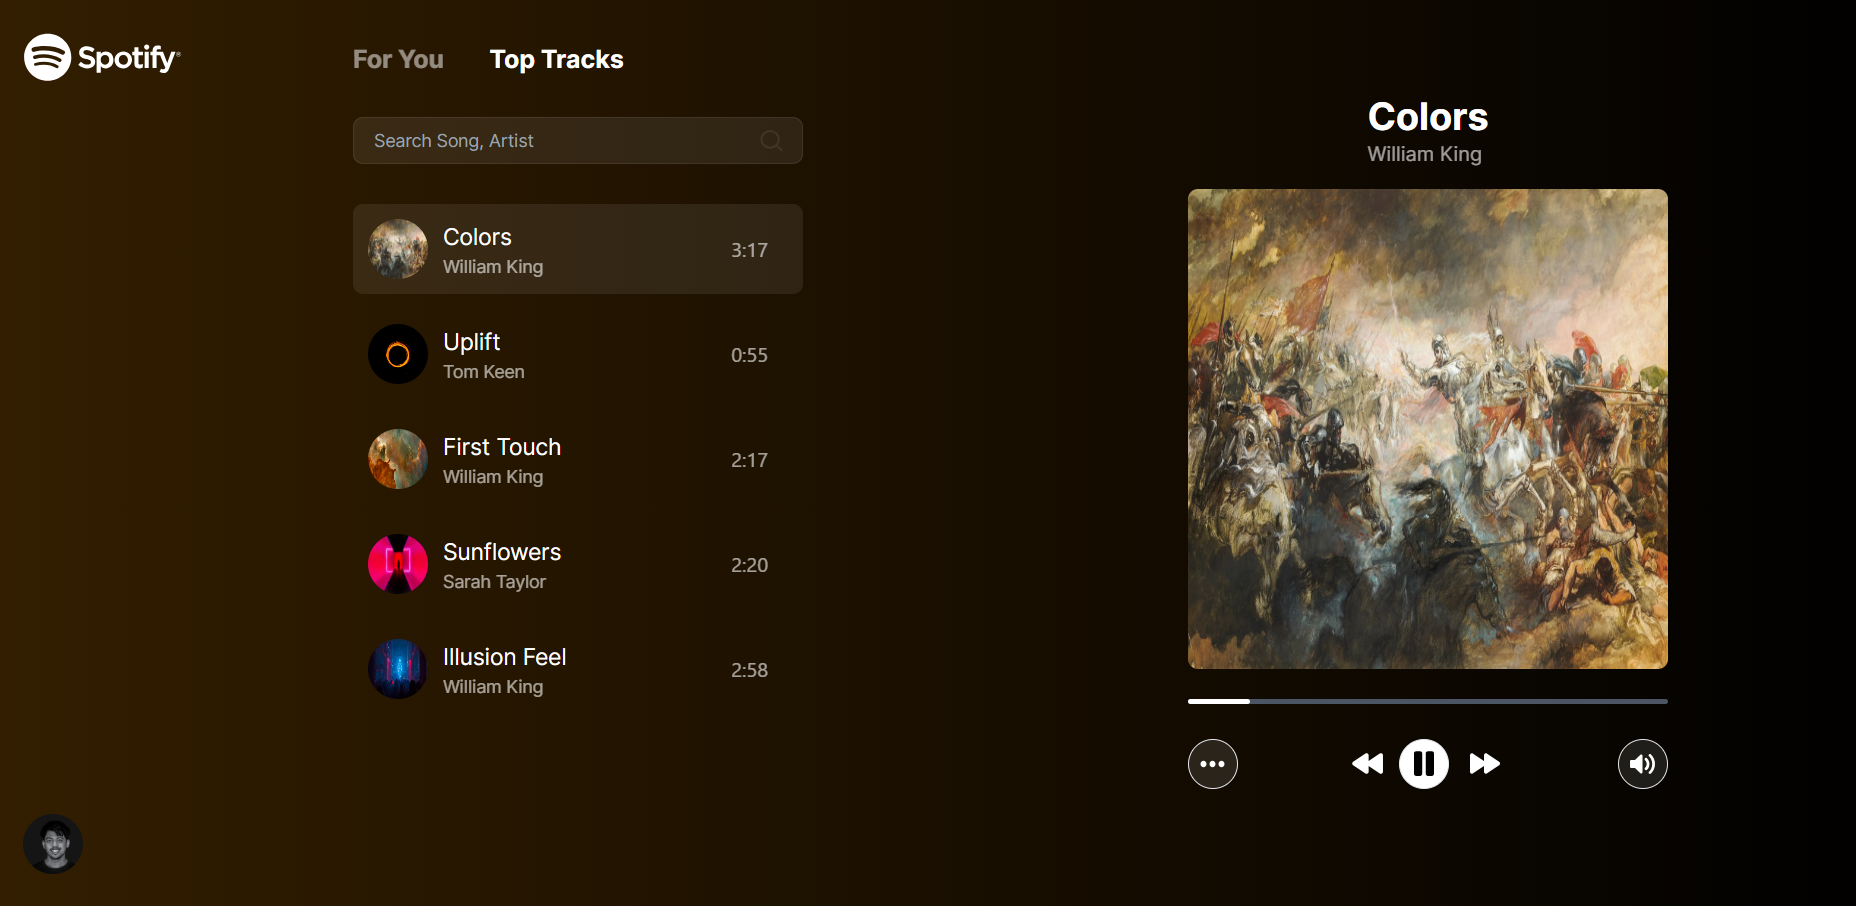 Spotify®
For You
Top Tracks
Search Song, Artist
Colors
William King
3:17
Uplift
Tom Keen
0:55
First Touch
William King
2:17
Sunflowers
Sarah Taylor
2:20
Illusion Feel
William King
2:58
Colors
William King